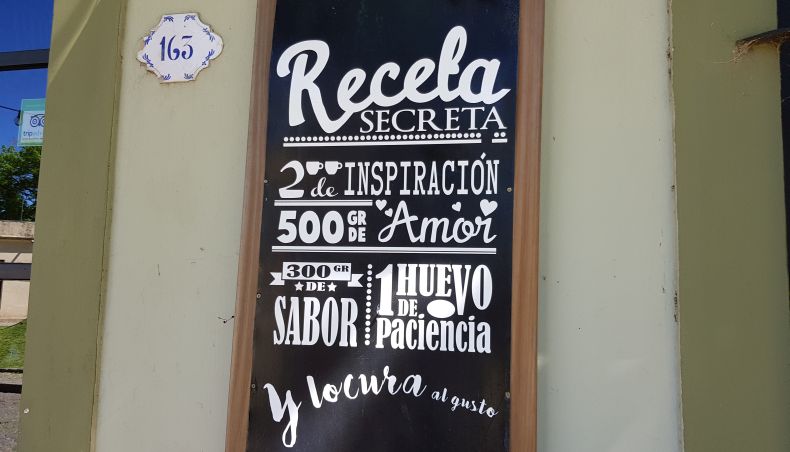 163
tripa
Receta
SECRETA
2 de INSPIRACIÓN
500 GR DE Amor
300 GR
DE
SABOR
1 HUEVO
DE
Paciencia
Y locura al gusto